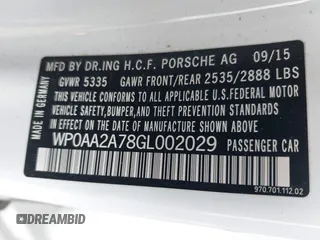 MFD BY DR.ING H.C.F. PORSCHE AG 09/15
GVWR 5335 GAWR FRONT/REAR 2535/2888 LBS
MADE IN GERMANY
THIS VEHICLE CONFORMS TO ALL APPLICABLE
U.S.FEDERAL MOTOR
VEHICLE SAFETY, BUMPER, AND THEFT
PREVENTION STANDARDS IN EFFECT ON THE
DATE OF MANUFACTURE SHOWN ABOVE
WP0AA2A78GL002029 PASSENGER CAR
970.701.112.02
DREAMBID